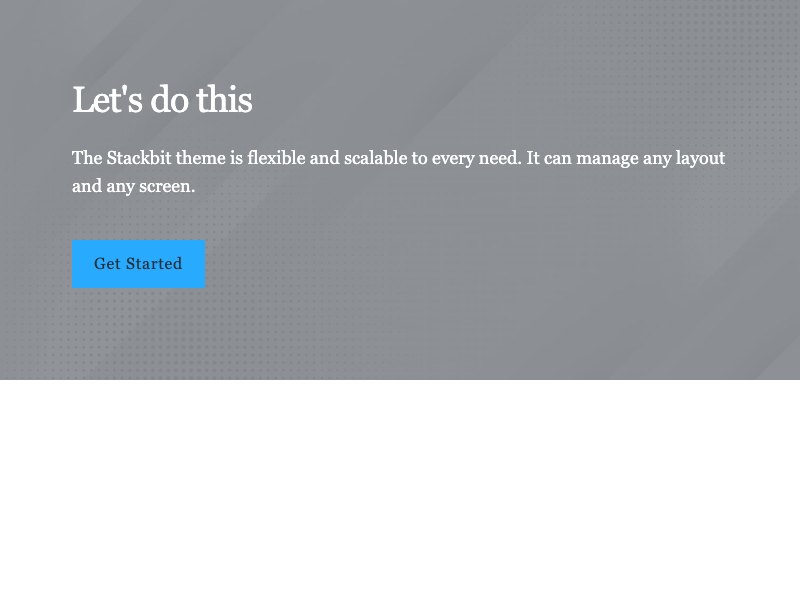 Let's do this
The Stackbit theme is flexible and scalable to every need. It can manage any layout
and any screen.
Get Started